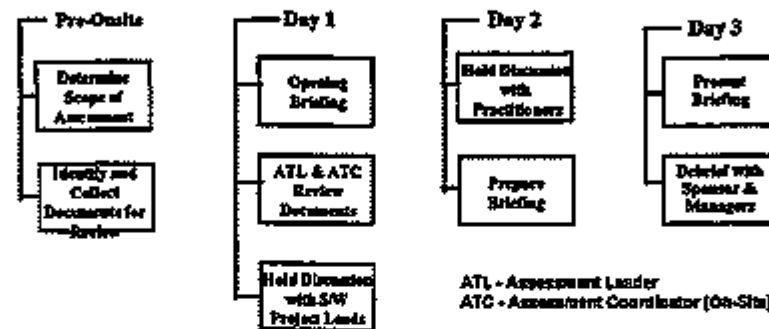 Pre-Onsite
Determine
Scope of
Assessment
Identify and
Collect
Documents for
Review
Day 1
Opening
Briefing
ATL & ATC
Review
Documents
Hold Discussion
with S/W
Project Leads
Day 2
Hold Discussion
with
Practitioners
Prepare
Briefing
Day 3
Present
Briefing
Debrief with
Sponsor &
Managers
ATL - Assessment Leader
ATC - Assessment Coordinator (On-Site)